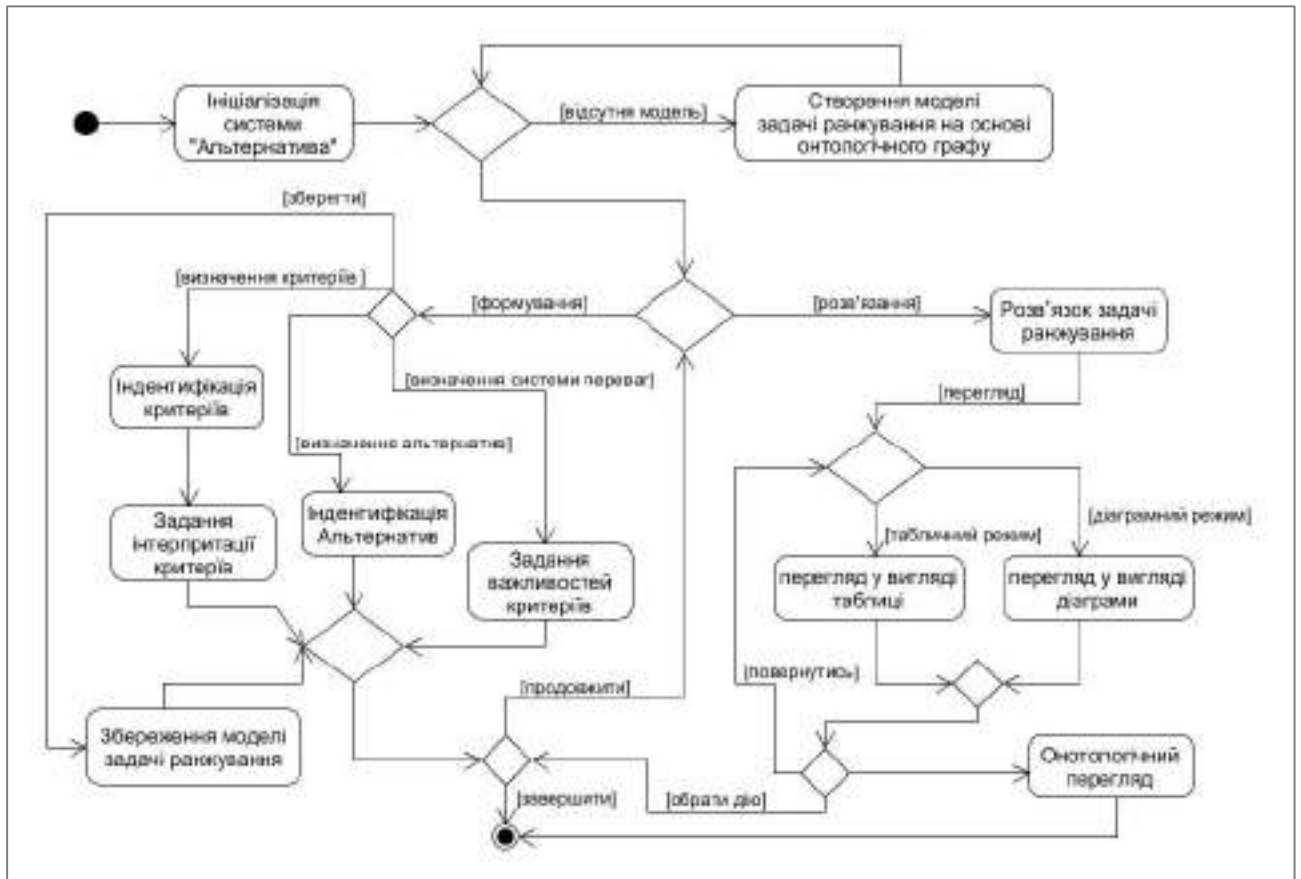 Ініціалізація
системи
"Альтернатива"
[відсутня модель]
Створення моделі
задачі ранжування на основі
онтологічного графу
[зберегти]
[визначення критеріїв ]
[формування]
[розв'язання]
Розв'язок задачі
ранжування
Індентифікація
критеріїв
[визначення системи переваг]
[перегляд]
[визначення альтернатив]
Задання
інтерпритації
критеріїв
Індентифікація
Альтернатив
Задання
важливостей
критеріїв
[табличний режим]
[діаграмний режим]
перегляд у вигляді
таблиці
перегляд у вигляді
діаграми
[повернутись]
[продовжити]
Збереження моделі
задачі ранжування
Онотологічний
перегляд
[завершити]
[обрати дію]